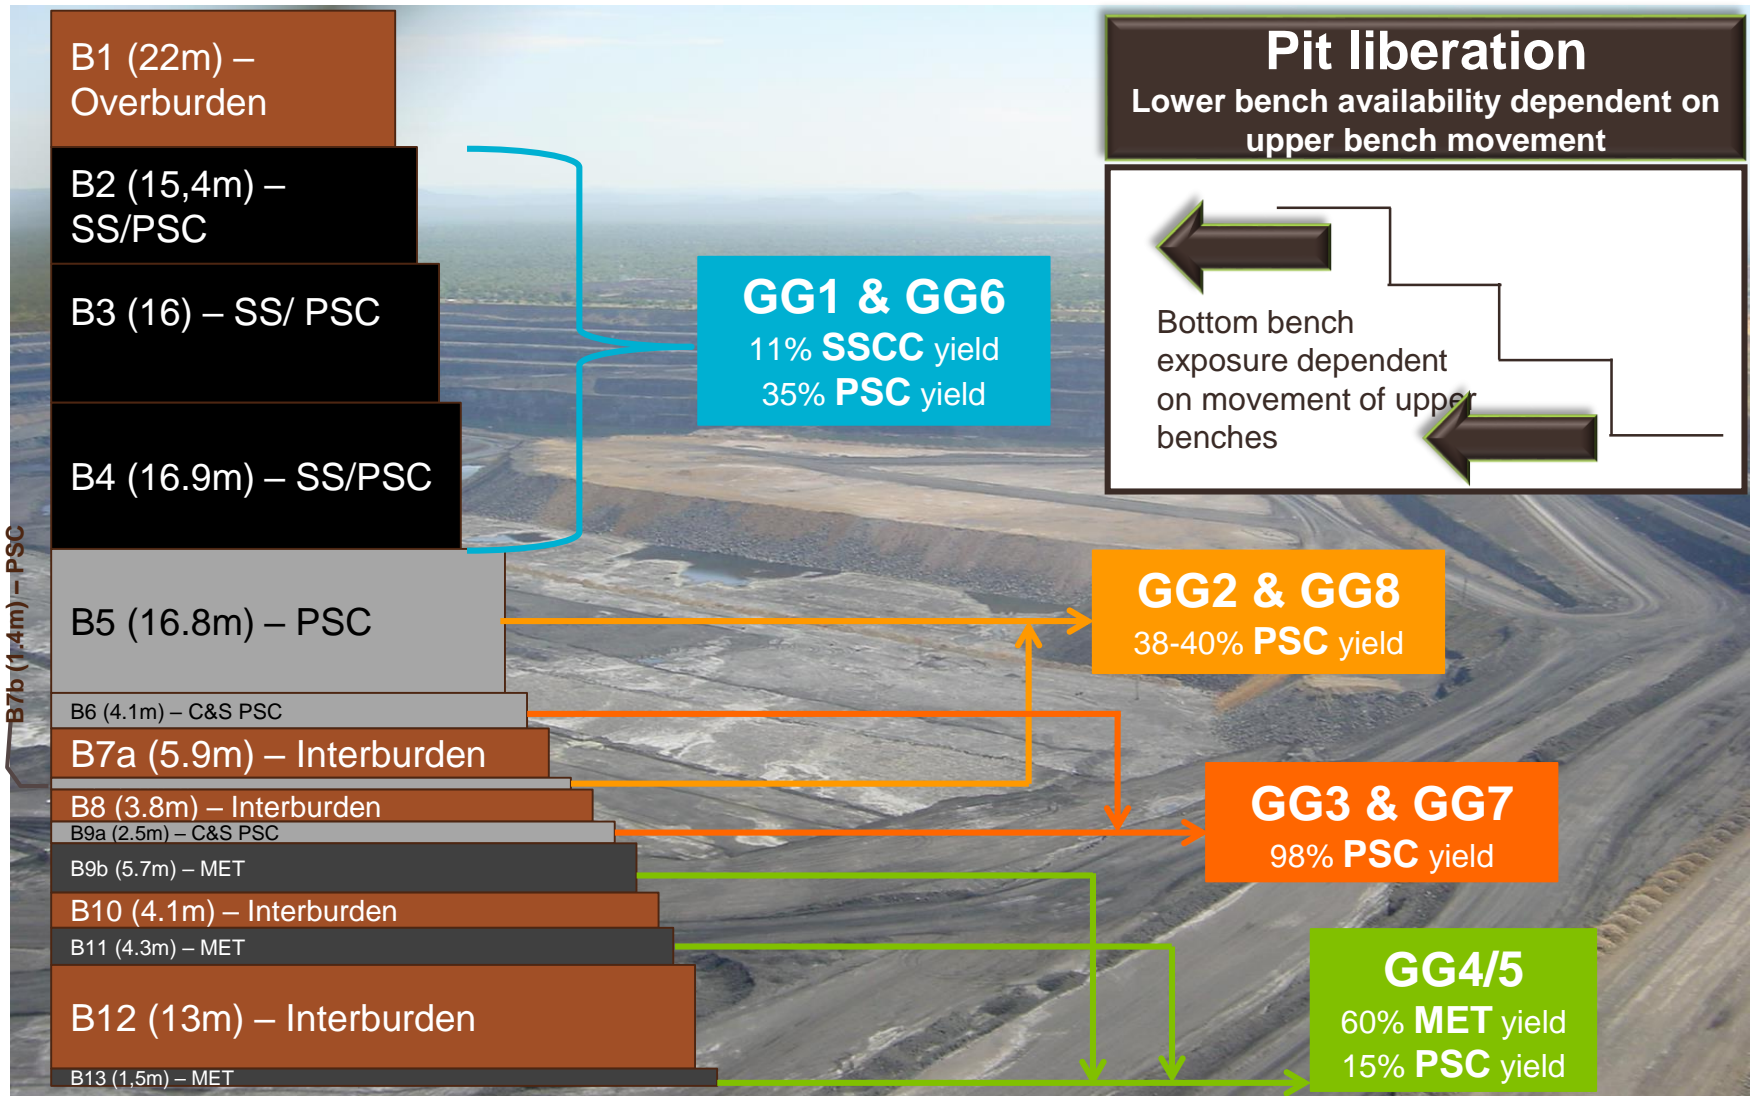 B1 (22m) –
Overburden
B2 (15,4m) –
SS/PSC
B3 (16) – SS/ PSC
B4 (16.9m) – SS/PSC
B5 (16.8m) – PSC
B6 (4.1m) – C&S PSC
B7a (5.9m) – Interburden
B7b (1.4m) – PSC
B8 (3.8m) – Interburden
B9a (2.5m) – C&S PSC
B9b (5.7m) – MET
B10 (4.1m) – Interburden
B11 (4.3m) – MET
B12 (13m) – Interburden
B13 (1,5m) – MET
GG1 & GG6
11% SSCC yield
35% PSC yield
GG2 & GG8
38-40% PSC yield
GG3 & GG7
98% PSC yield
GG4/5
60% MET yield
15% PSC yield
Pit liberation
Lower bench availability dependent on
upper bench movement
Bottom bench
exposure dependent
on movement of upper
benches